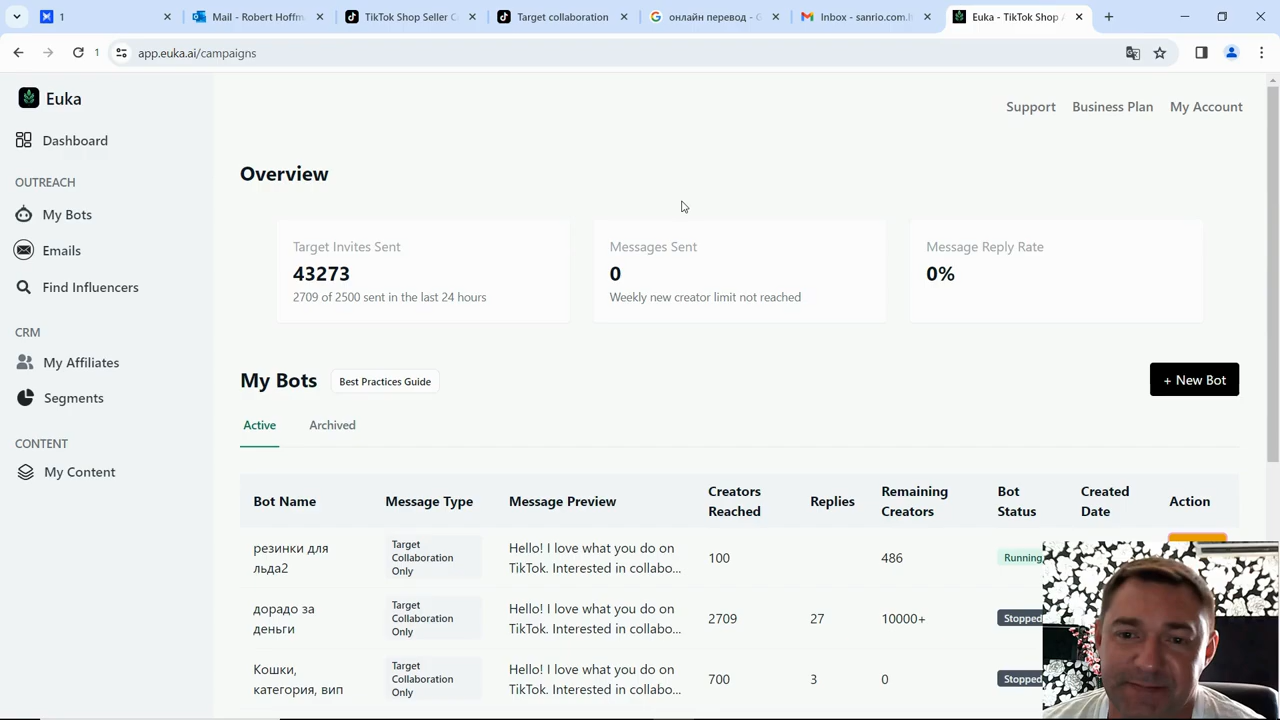 1
Mail - Robert Hoffm
TikTok Shop Seller C
Target collaboration
онлайн перевод - G
Inbox - sanrio.com.h
Euka - TikTok Shop A
1
app.euka.ai/campaigns
Euka
Support
Business Plan
My Account
Dashboard
Overview
OUTREACH
My Bots
Emails
Find Influencers
Target Invites Sent
43273
2709 of 2500 sent in the last 24 hours
Messages Sent
0
Weekly new creator limit not reached
Message Reply Rate
0%
CRM
My Affiliates
Segments
CONTENT
My Content
My Bots
Best Practices Guide
+ New Bot
Active
Archived
Bot Name
Message Type
Message Preview
Creators
Reached
Replies
Remaining
Creators
Bot
Status
Created
Date
Action
резинки для
льда2
Target
Collaboration
Only
Hello! I love what you do on
TikTok. Interested in collabo...
100
486
Running
дорадо за
деньги
Target
Collaboration
Only
Hello! I love what you do on
TikTok. Interested in collabo...
2709
27
10000+
Stopped
Кошки,
категория, вип
Target
Collaboration
Only
Hello! I love what you do on
TikTok. Interested in collabo...
700
3
0
Stopped